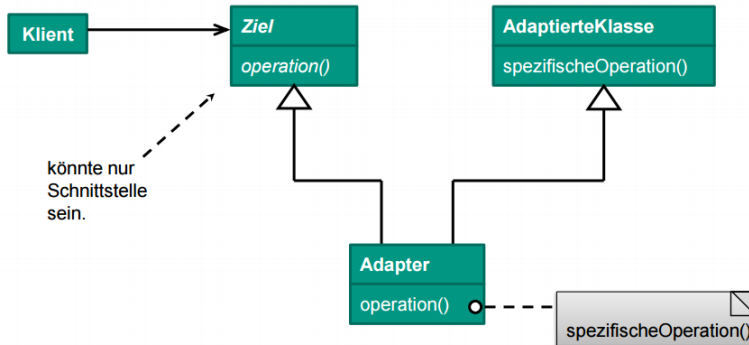 Klient
Ziel
operation()
AdaptierteKlasse
spezifischeOperation()
könnte nur
Schnittstelle
sein.
Adapter
operation()
spezifischeOperation()